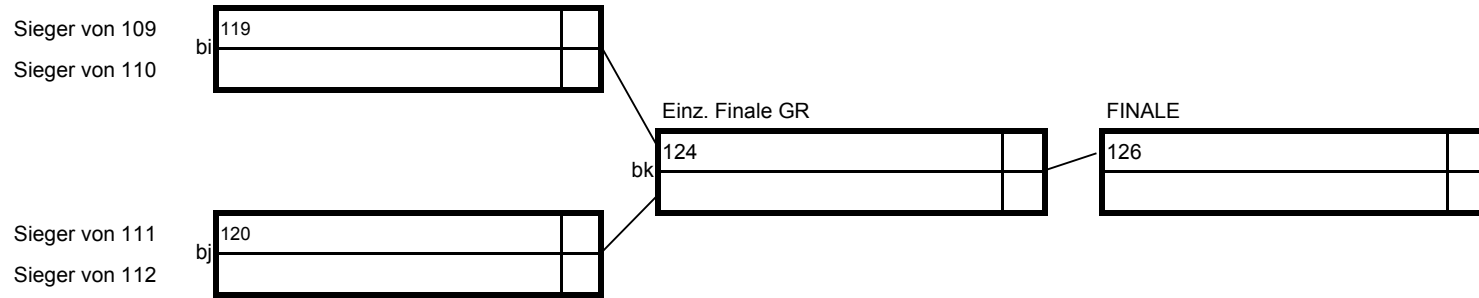 Sieger von 109
bi
119
Sieger von 110
Einz. Finale GR
FINALE
bk
124
126
Sieger von 111
bj
120
Sieger von 112